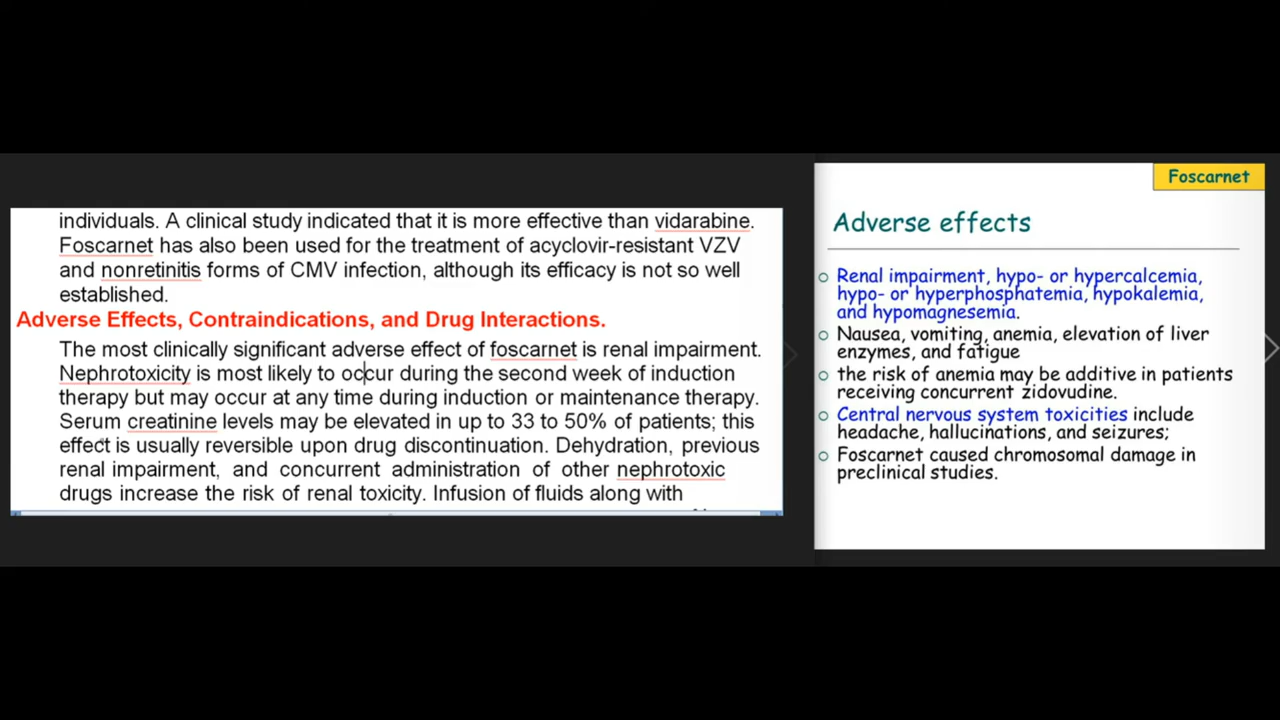 individuals. A clinical study indicated that it is more effective than vidarabine.
Foscarnet has also been used for the treatment of acyclovir-resistant VZV
and nonretinitis forms of CMV infection, although its efficacy is not so well
established.
Adverse Effects, Contraindications, and Drug Interactions.
The most clinically significant adverse effect of foscarnet is renal impairment.
Nephrotoxicity is most likely to occur during the second week of induction
therapy but may occur at any time during induction or maintenance therapy.
Serum creatinine levels may be elevated in up to 33 to 50% of patients; this
effect is usually reversible upon drug discontinuation. Dehydration, previous
renal impairment, and concurrent administration of other nephrotoxic
drugs increase the risk of renal toxicity. Infusion of fluids along with
Foscarnet
Adverse effects
Renal impairment, hypo- or hypercalcemia,
hypo- or hyperphosphatemia, hypokalemia,
and hypomagnesemia.
Nausea, vomiting, anemia, elevation of liver
enzymes, and fatigue
the risk of anemia may be additive in patients
receiving concurrent zidovudine.
Central nervous system toxicities include
headache, hallucinations, and seizures;
Foscarnet caused chromosomal damage in
preclinical studies.